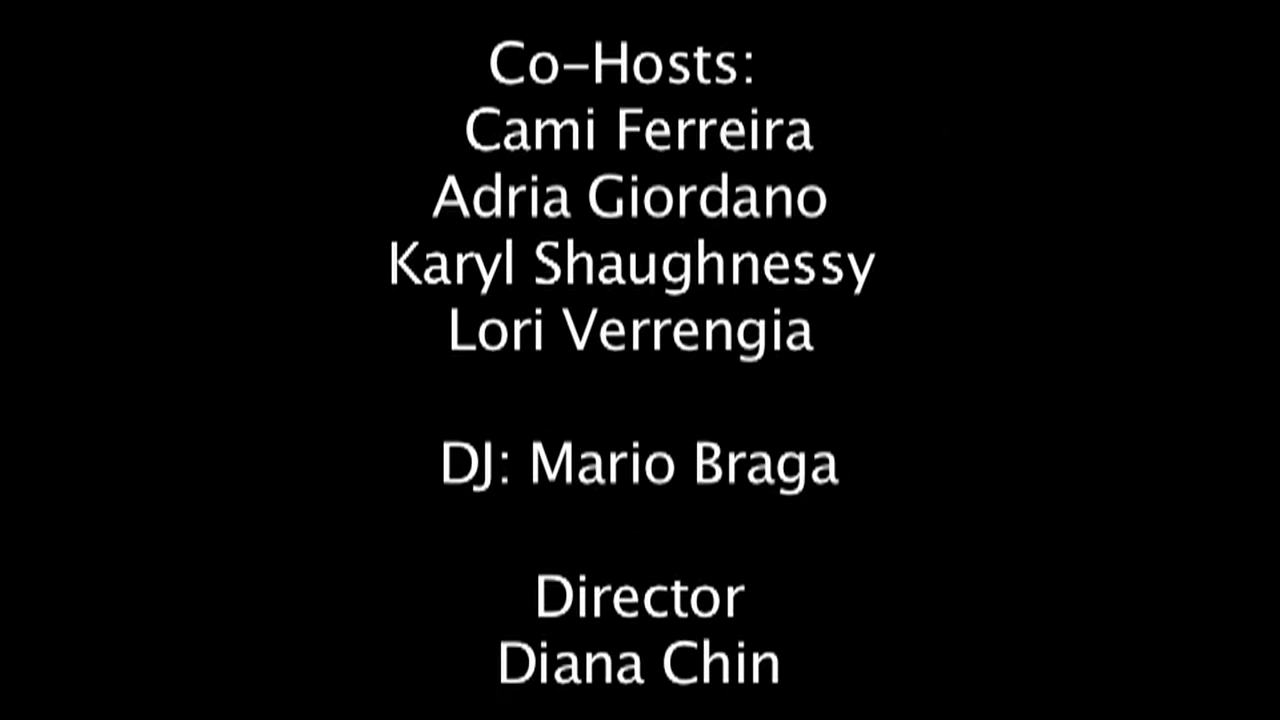 Co-Hosts:
Cami Ferreira
Adria Giordano
Karyl Shaughnessy
Lori Verrengia
DJ: Mario Braga
Director
Diana Chin